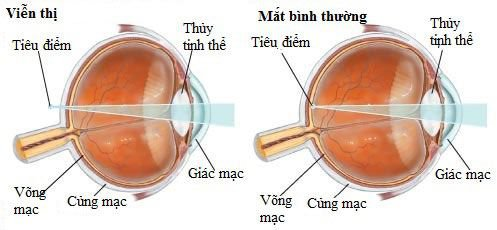 Viễn thị
Tiêu điểm
Thủy
tinh thể
Giác mạc
Võng
mạc
Củng mạc
Mắt bình thường
Tiêu điểm
Thủy
tinh thể
Giác mạc
Võng
mạc
Củng mạc